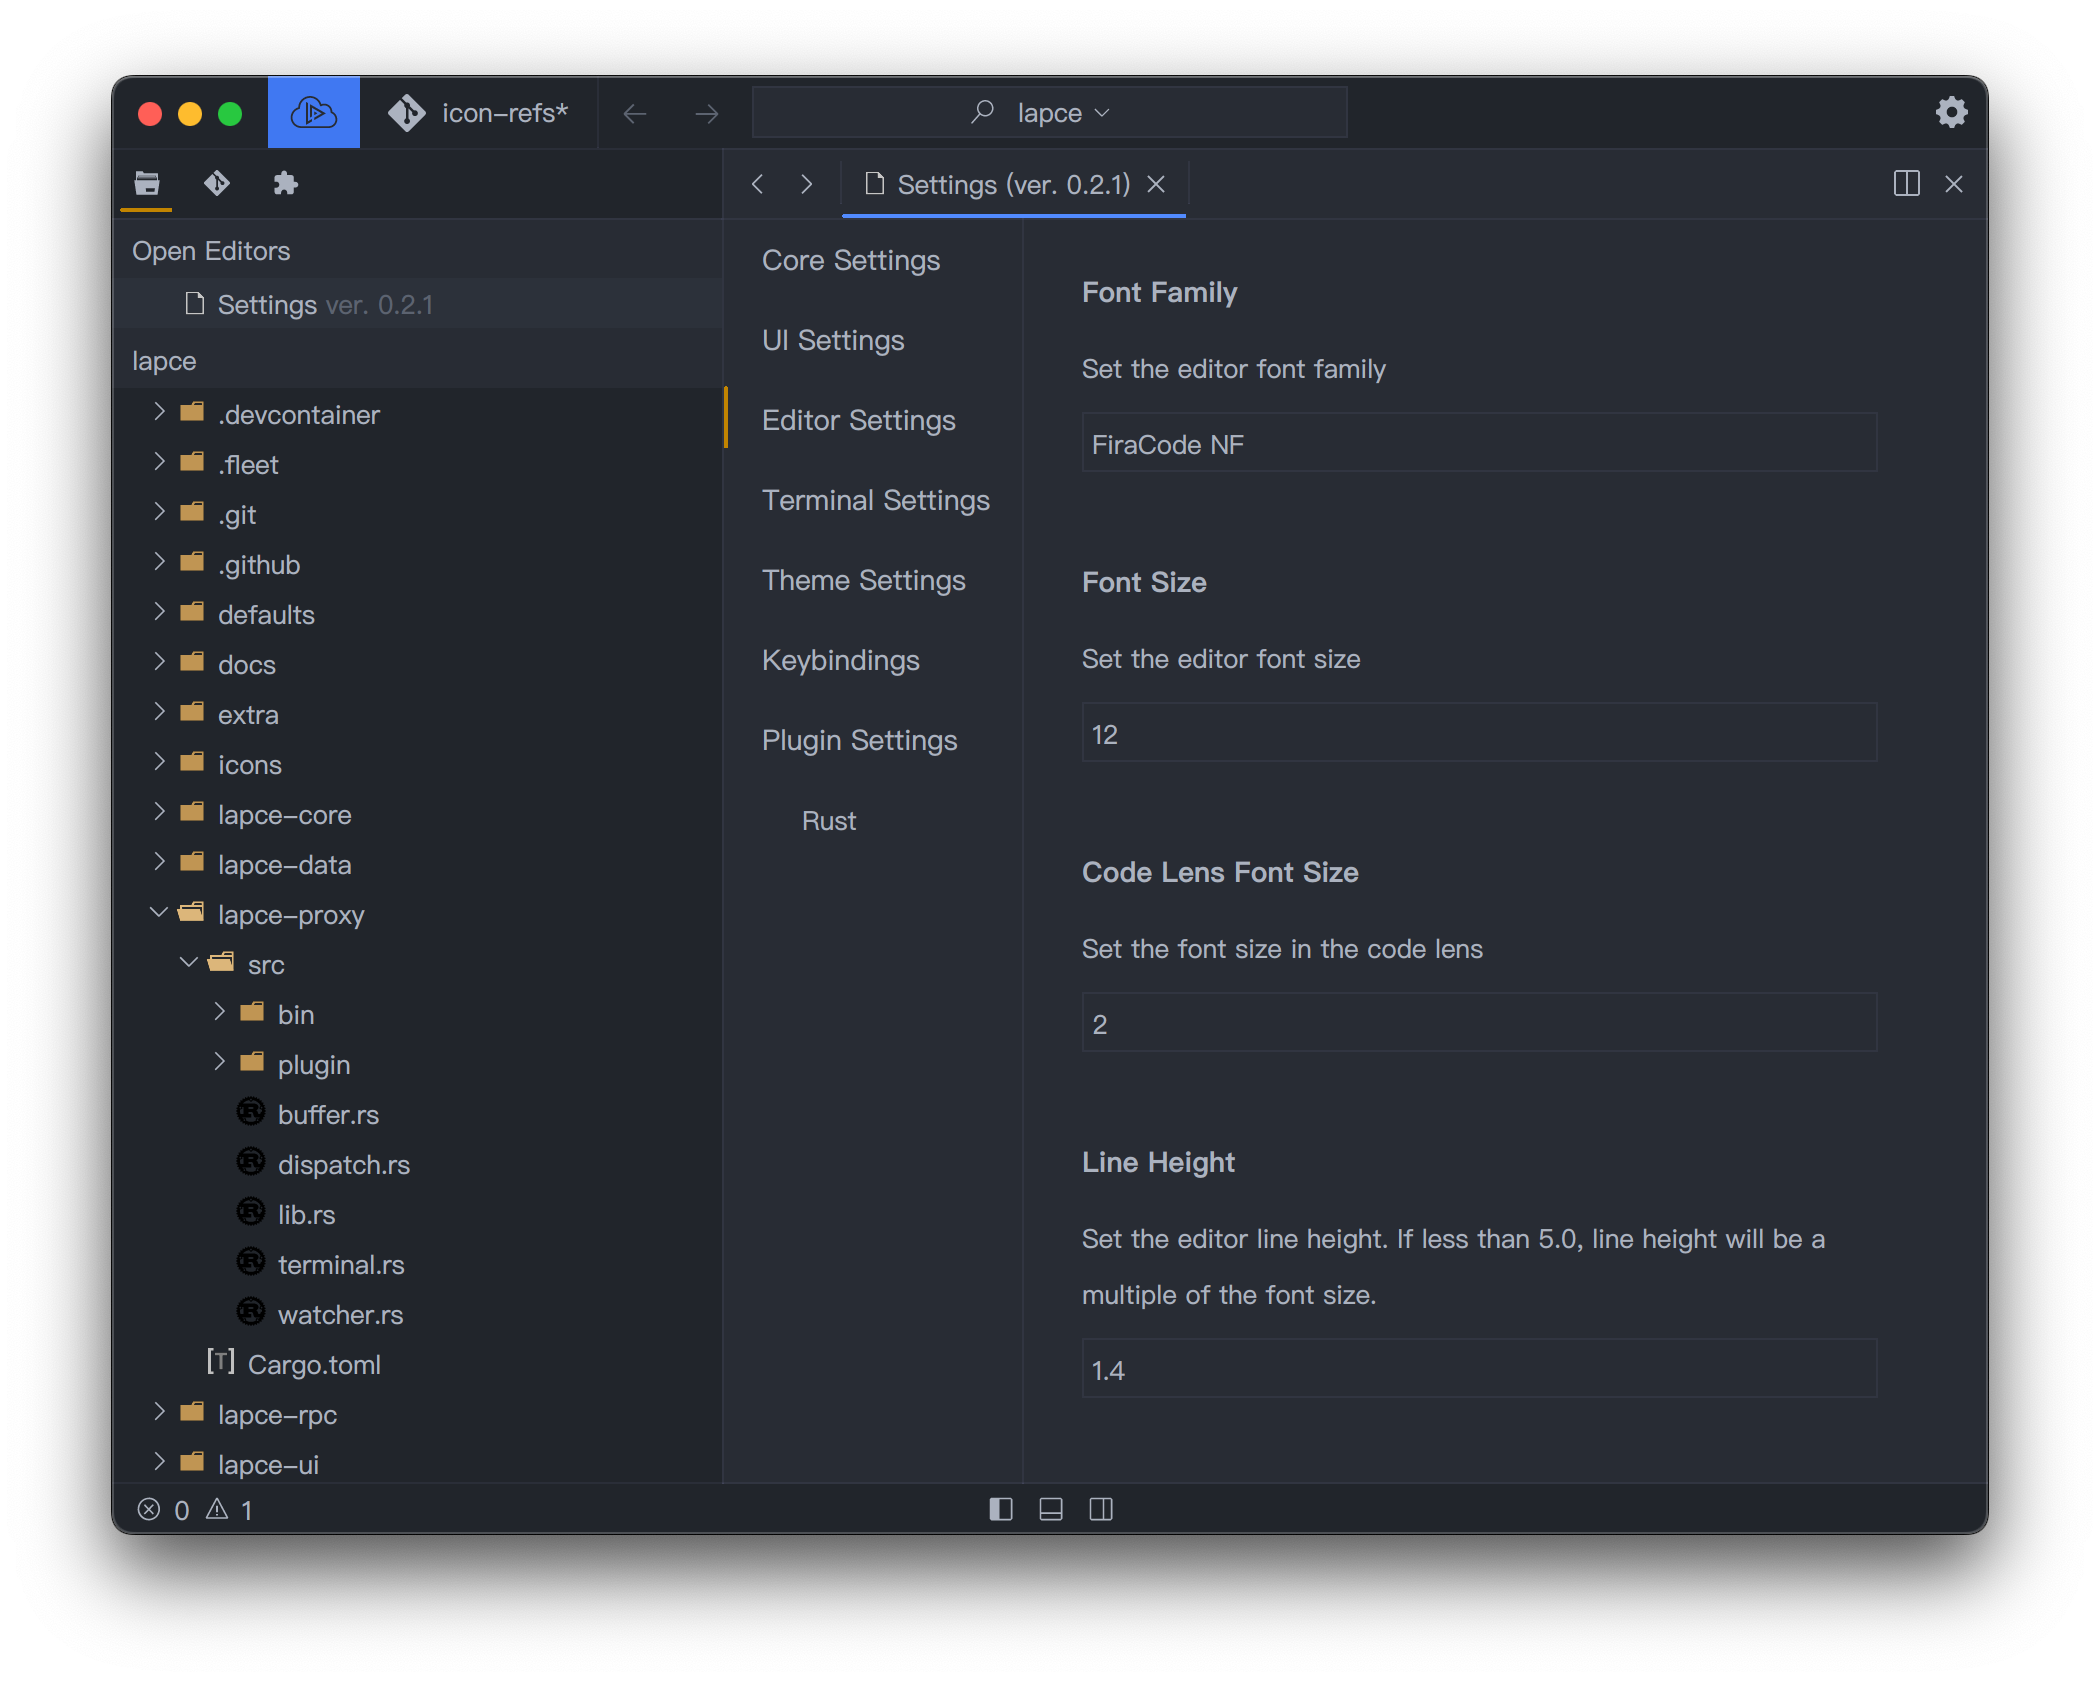 icon-refs*
lapce
Settings (ver. 0.2.1)
Open Editors
Settings ver. 0.2.1
lapce
.devcontainer
.fleet
.git
.github
defaults
docs
extra
icons
lapce-core
lapce-data
lapce-proxy
src
bin
plugin
buffer.rs
dispatch.rs
lib.rs
terminal.rs
watcher.rs
[T] Cargo.toml
lapce-rpc
lapce-ui
Core Settings
UI Settings
Editor Settings
Terminal Settings
Theme Settings
Keybindings
Plugin Settings
Rust
Font Family
Set the editor font family
FiraCode NF
Font Size
Set the editor font size
12
Code Lens Font Size
Set the font size in the code lens
2
Line Height
Set the editor line height. If less than 5.0, line height will be a
multiple of the font size.
1.4
0 1